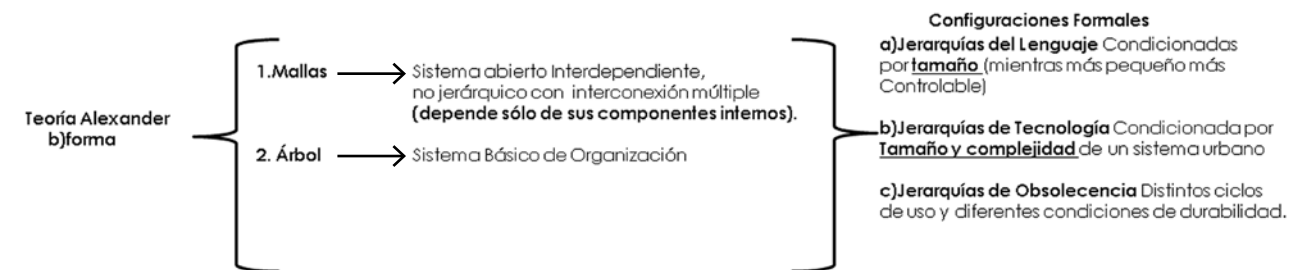 Teoría Alexander
b)forma
1.Mallas
Sistema abierto Interdependiente,
no jerárquico con interconexión múltiple
(depende sólo de sus componentes internos).
2. Árbol
Sistema Básico de Organización
Configuraciones Formales
a)Jerarquías del Lenguaje Condicionadas
por tamaño (mientras más pequeño más
Controlable)
b)Jerarquías de Tecnología Condicionada por
Tamaño y complejidad de un sistema urbano
c)Jerarquías de Obsolecencia Distintos ciclos
de uso y diferentes condiciones de durabilidad.